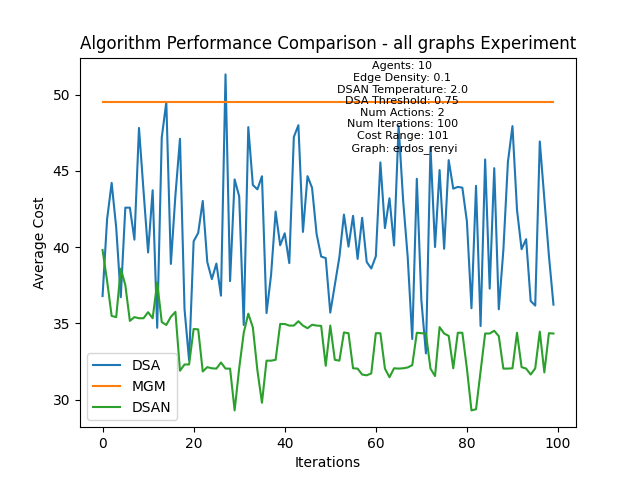 Algorithm Performance Comparison - all graphs Experiment
Agents: 10
Edge Density: 0.1
DSAN Temperature: 2.0
DSA Threshold: 0.75
Num Actions: 2
Num Iterations: 100
Cost Range: 101
Graph: erdos_renyi
Average Cost
50
45
40
35
30
DSA
MGM
DSAN
0
20
40
60
80
100
Iterations